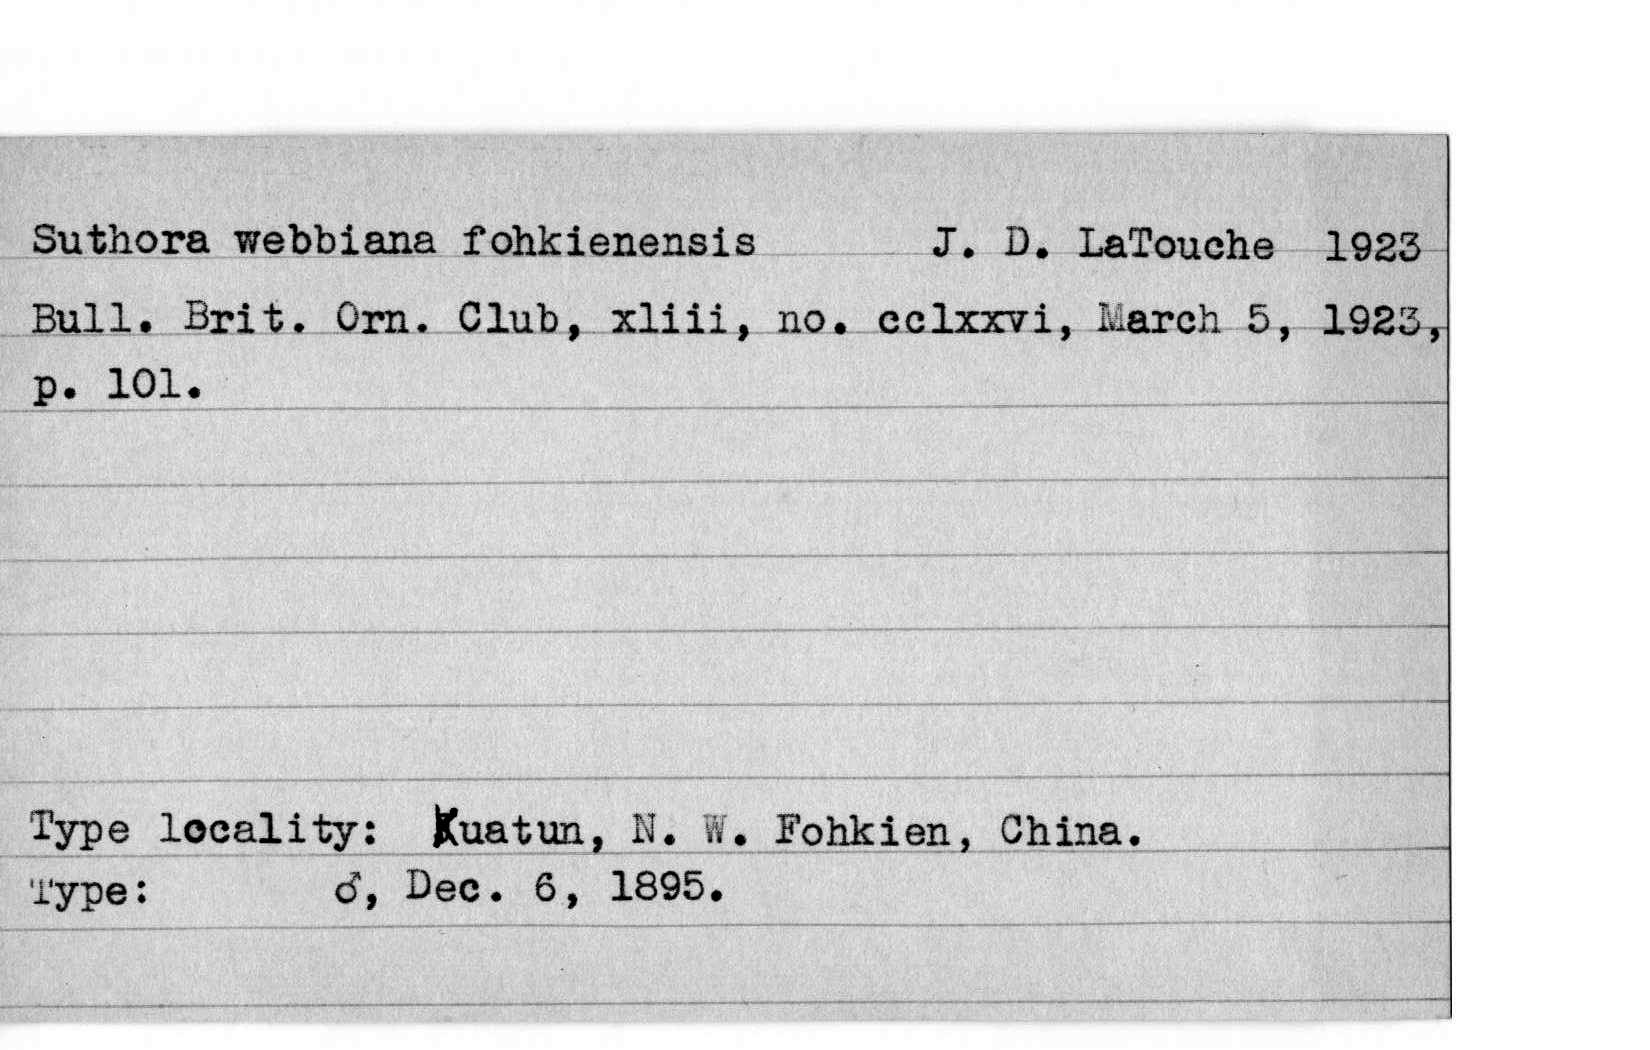 Suthora webbiana fohkienensis J. D. LaTouche 1923
Bull. Brit. Orn. Club, xliii, no. cclxxvi, March 5, 1923,
p. 101.
Type locality: Kuatun, N. W. Fohkien, China.
Type: ♂, Dec. 6, 1895.